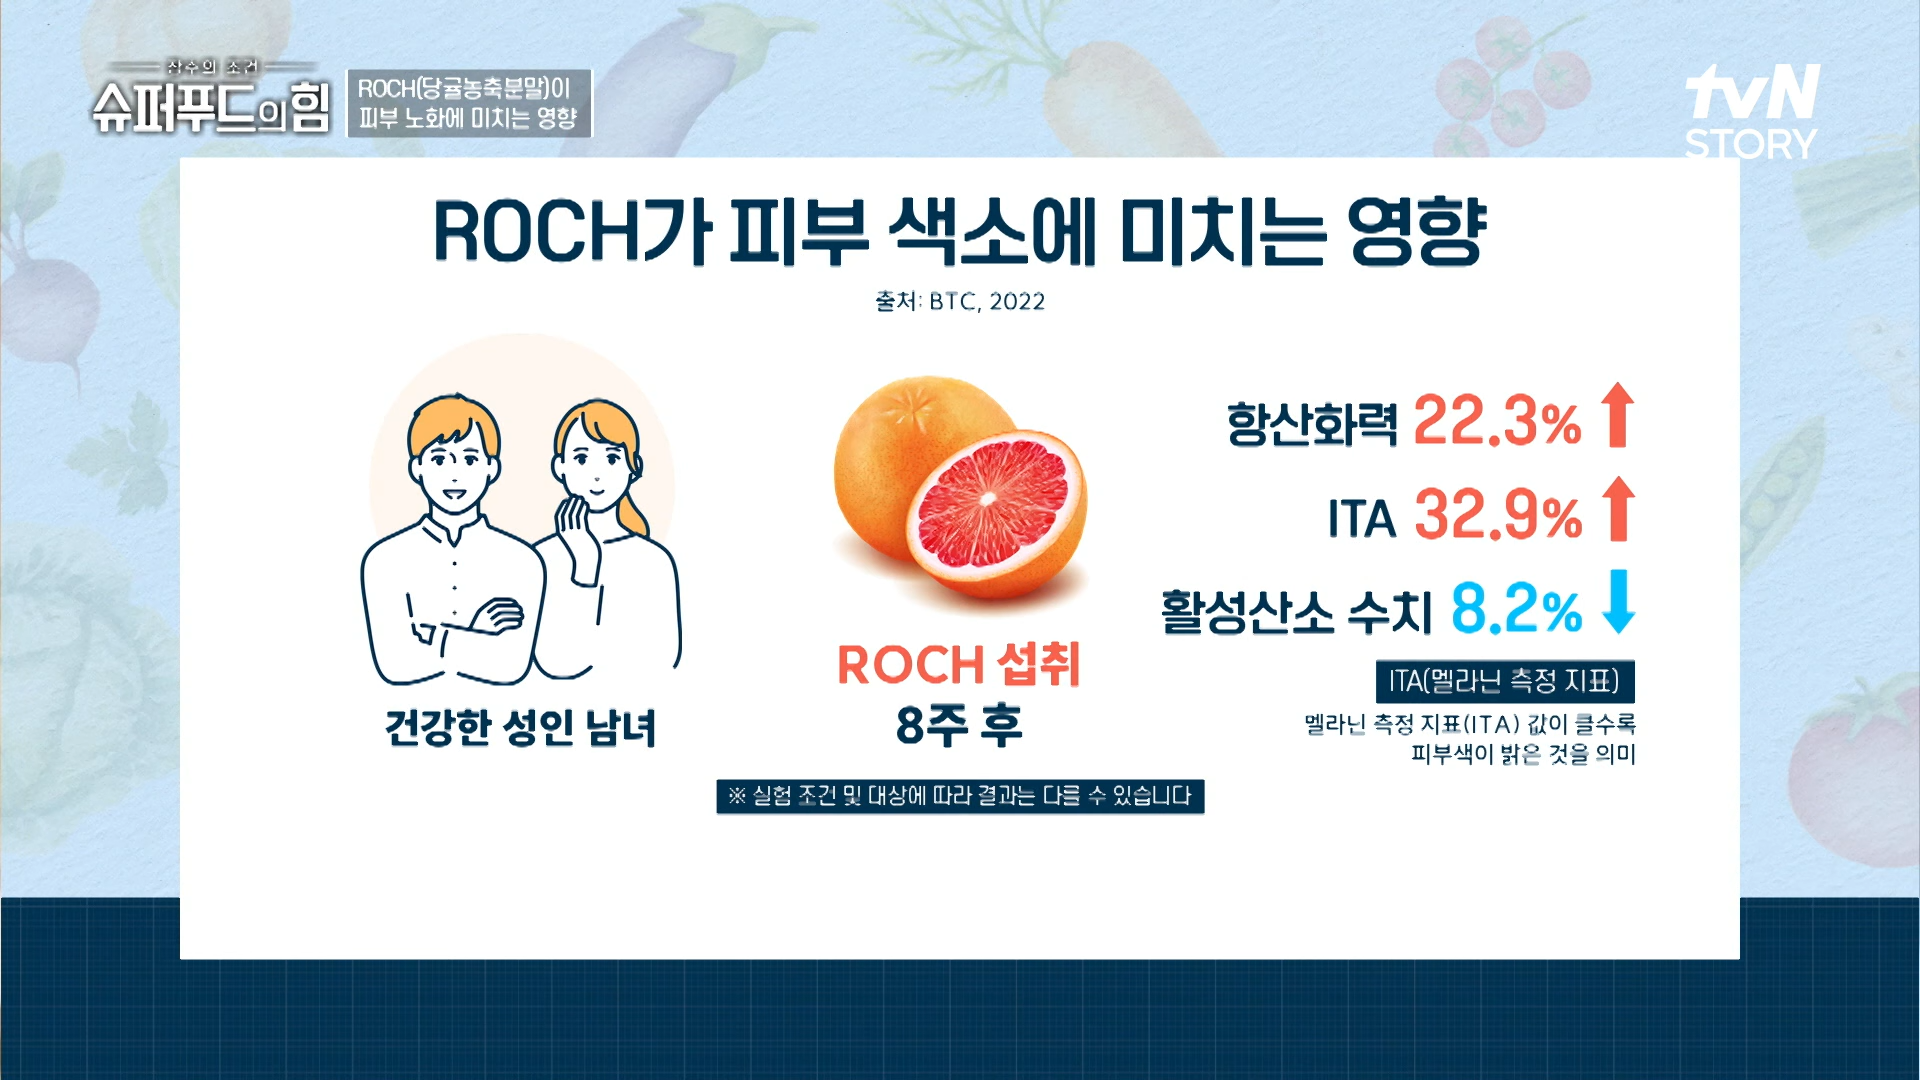 장수의 조건
슈퍼푸드의 힘
ROCH(당귤농축분말)이
피부 노화에 미치는 영향
tvN
STORY
ROCH가 피부 색소에 미치는 영향
출처: BTC, 2022
건강한 성인 남녀
ROCH 섭취
8주 후
항산화력 22.3% ↑
ITA 32.9% ↑
활성산소 수치 8.2% ↓
ITA(멜라닌 측정 지표)
멜라닌 측정 지표(ITA) 값이 클수록
피부색이 밝은 것을 의미
※ 실험 조건 및 대상에 따라 결과는 다를 수 있습니다